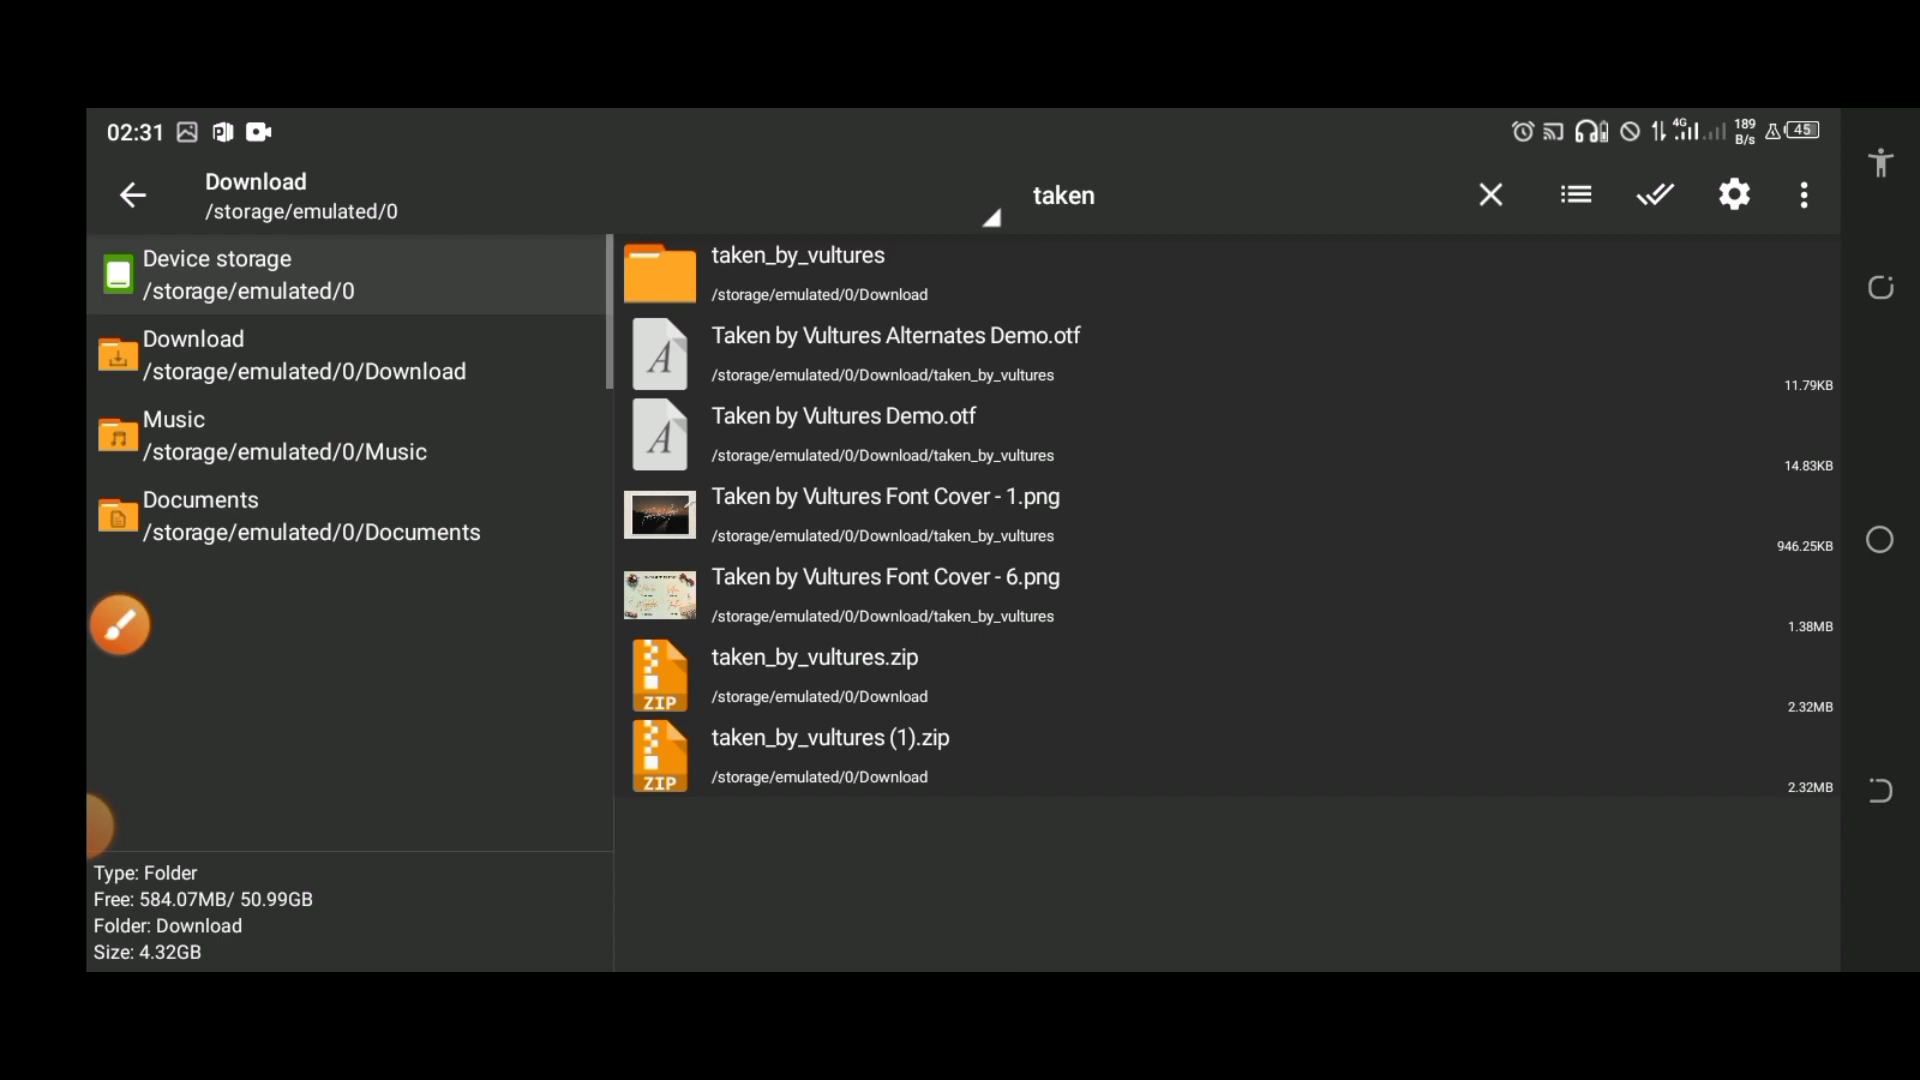 02:31
4G
189
B/s
45
Download
/storage/emulated/0
taken
Device storage
/storage/emulated/0
Download
/storage/emulated/0/Download
Music
/storage/emulated/0/Music
Documents
/storage/emulated/0/Documents
Type: Folder
Free: 584.07MB/ 50.99GB
Folder: Download
Size: 4.32GB
taken_by_vultures
/storage/emulated/0/Download
Taken by Vultures Alternates Demo.otf
/storage/emulated/0/Download/taken_by_vultures
11.79KB
Taken by Vultures Demo.otf
/storage/emulated/0/Download/taken_by_vultures
14.83KB
Taken by Vultures Font Cover - 1.png
/storage/emulated/0/Download/taken_by_vultures
946.25KB
Taken by Vultures Font Cover - 6.png
/storage/emulated/0/Download/taken_by_vultures
1.38MB
ZIP
taken_by_vultures.zip
/storage/emulated/0/Download
2.32MB
ZIP
taken_by_vultures (1).zip
/storage/emulated/0/Download
2.32MB